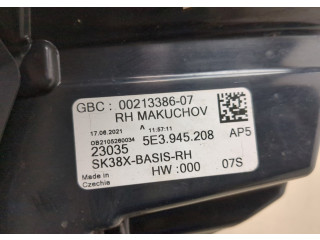 GBC : 00213386-07
RH MAKUCHOV
17.06.2021 A 11:57:11
DB2105260034 5E3.945.208 AP5
23035
SK38X-BASIS-RH
Made in
Czechia
HW :000 07S